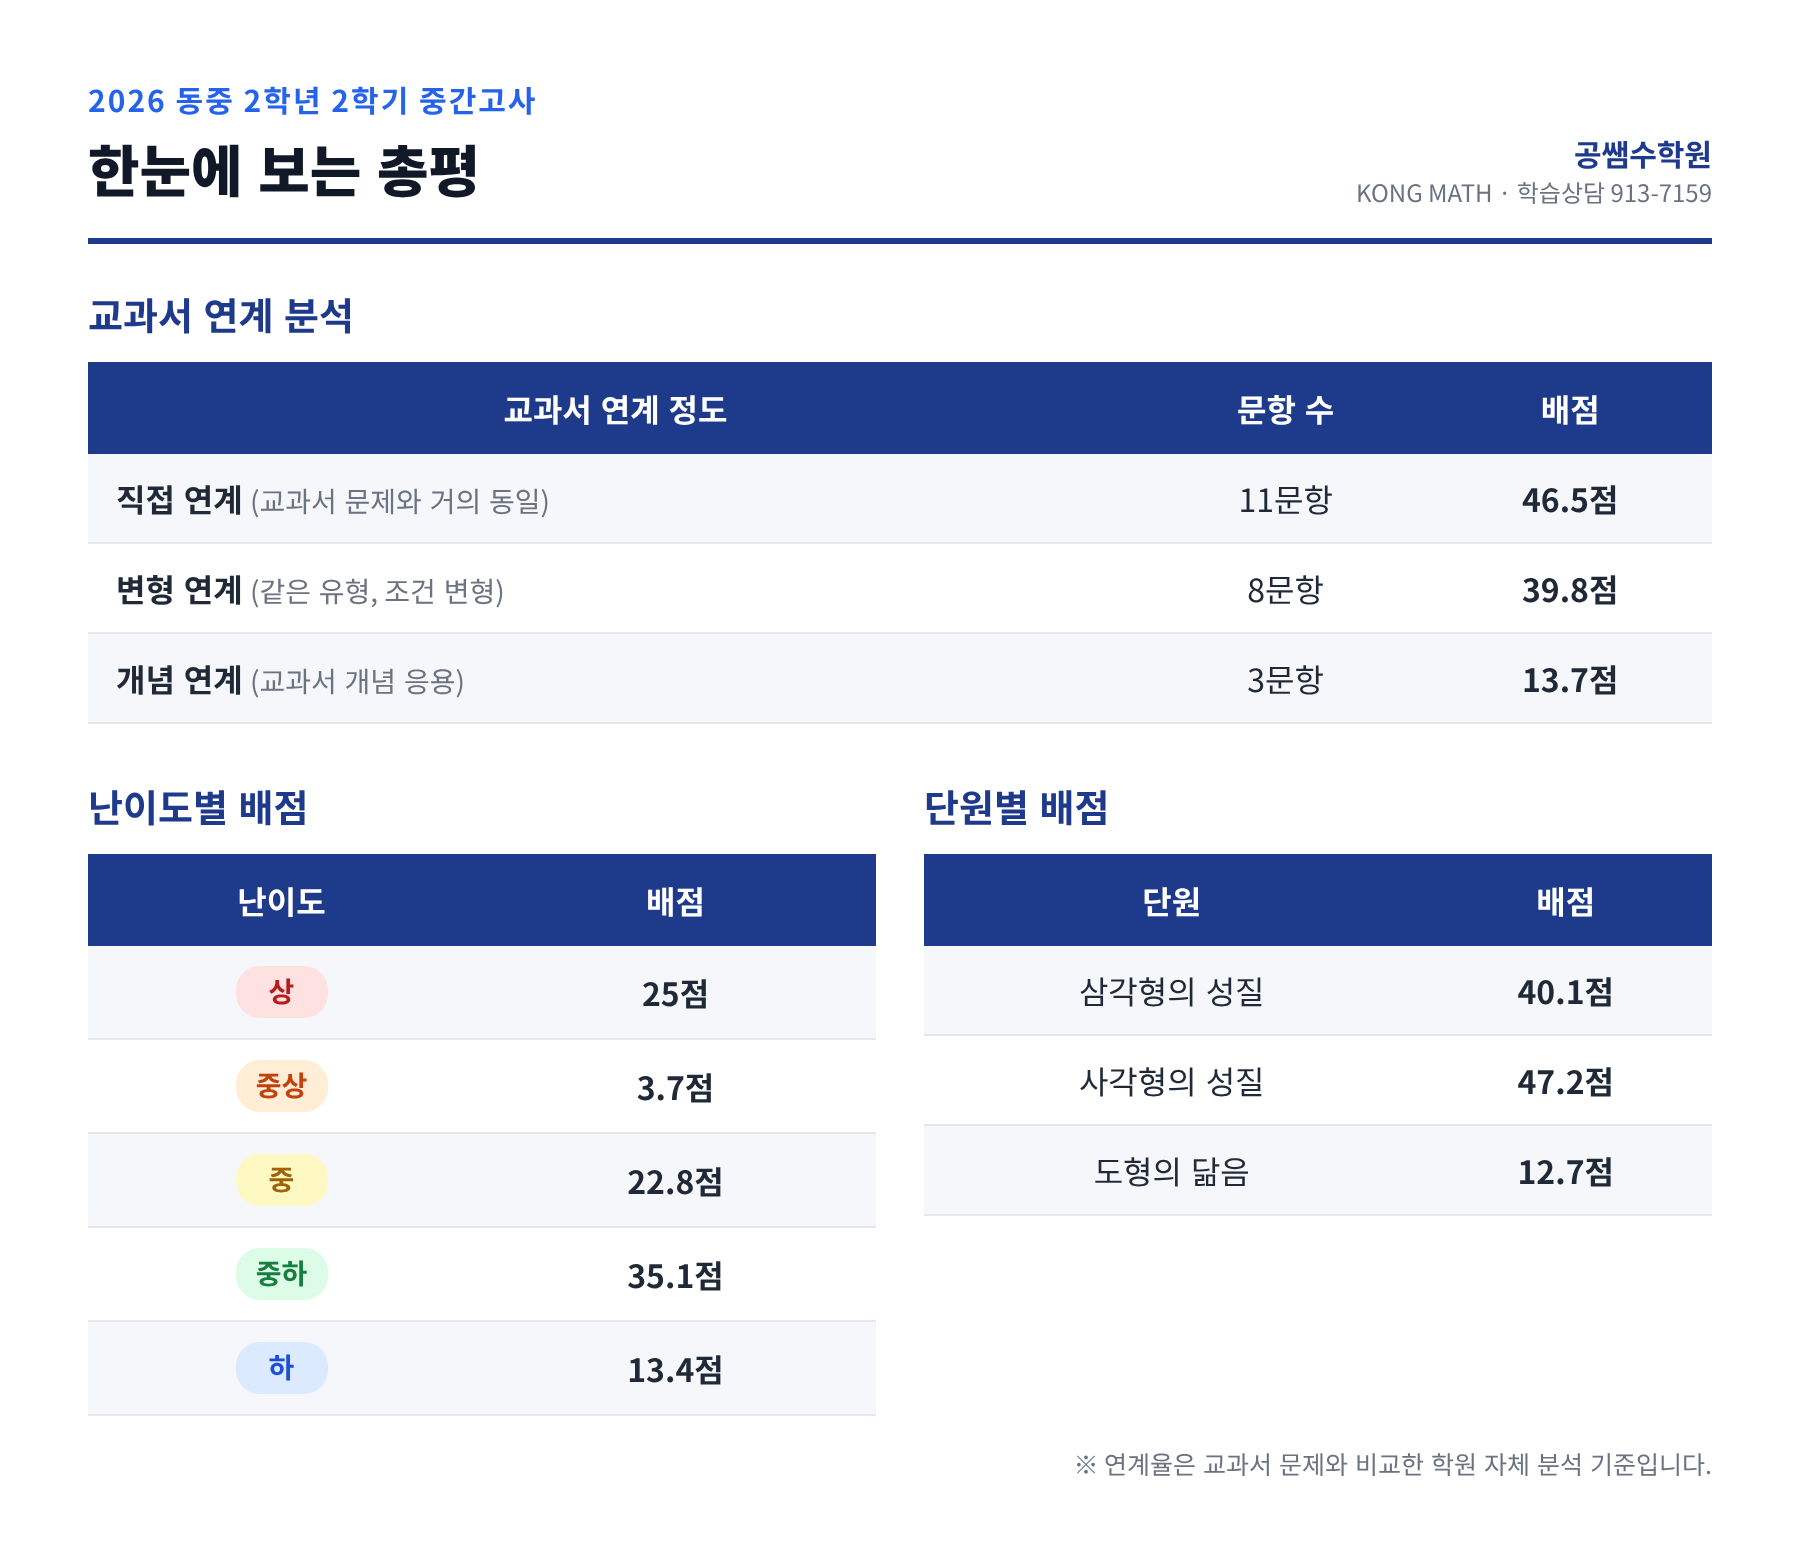 2026 동중 2학년 2학기 중간고사
한눈에 보는 총평
공쌤수학원
KONG MATH · 학습상담 913-7159
교과서 연계 분석
교과서 연계 정도 문항 수 배점
직접 연계 (교과서 문제와 거의 동일) 11문항 46.5점
변형 연계 (같은 유형, 조건 변형) 8문항 39.8점
개념 연계 (교과서 개념 응용) 3문항 13.7점
난이도별 배점
난이도 배점
상 25점
중상 3.7점
중 22.8점
중하 35.1점
하 13.4점
단원별 배점
단원 배점
삼각형의 성질 40.1점
사각형의 성질 47.2점
도형의 닮음 12.7점
※ 연계율은 교과서 문제와 비교한 학원 자체 분석 기준입니다.